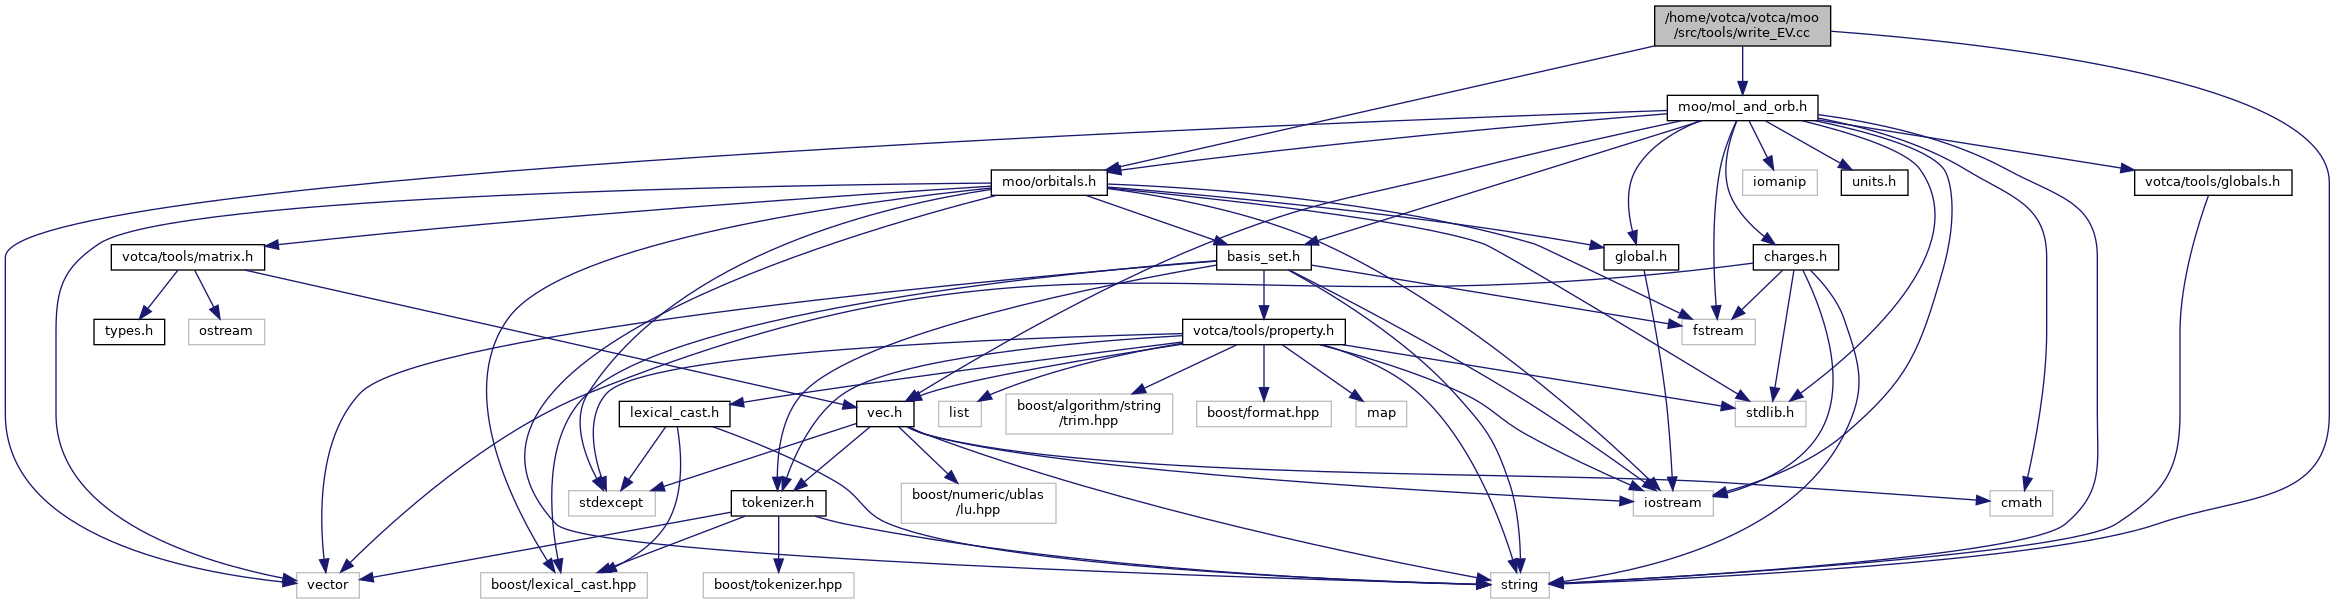 /home/votca/votca/moo
/src/tools/write_EV.cc
moo/mol_and_orb.h
moo/orbitals.h
iomanip
units.h
votca/tools/globals.h
votca/tools/matrix.h
basis_set.h
global.h
charges.h
types.h
ostream
votca/tools/property.h
fstream
lexical_cast.h
vec.h
list
boost/algorithm/string
/trim.hpp
boost/format.hpp
map
stdlib.h
stdexcept
tokenizer.h
boost/numeric/ublas
/lu.hpp
iostream
cmath
vector
boost/lexical_cast.hpp
boost/tokenizer.hpp
string